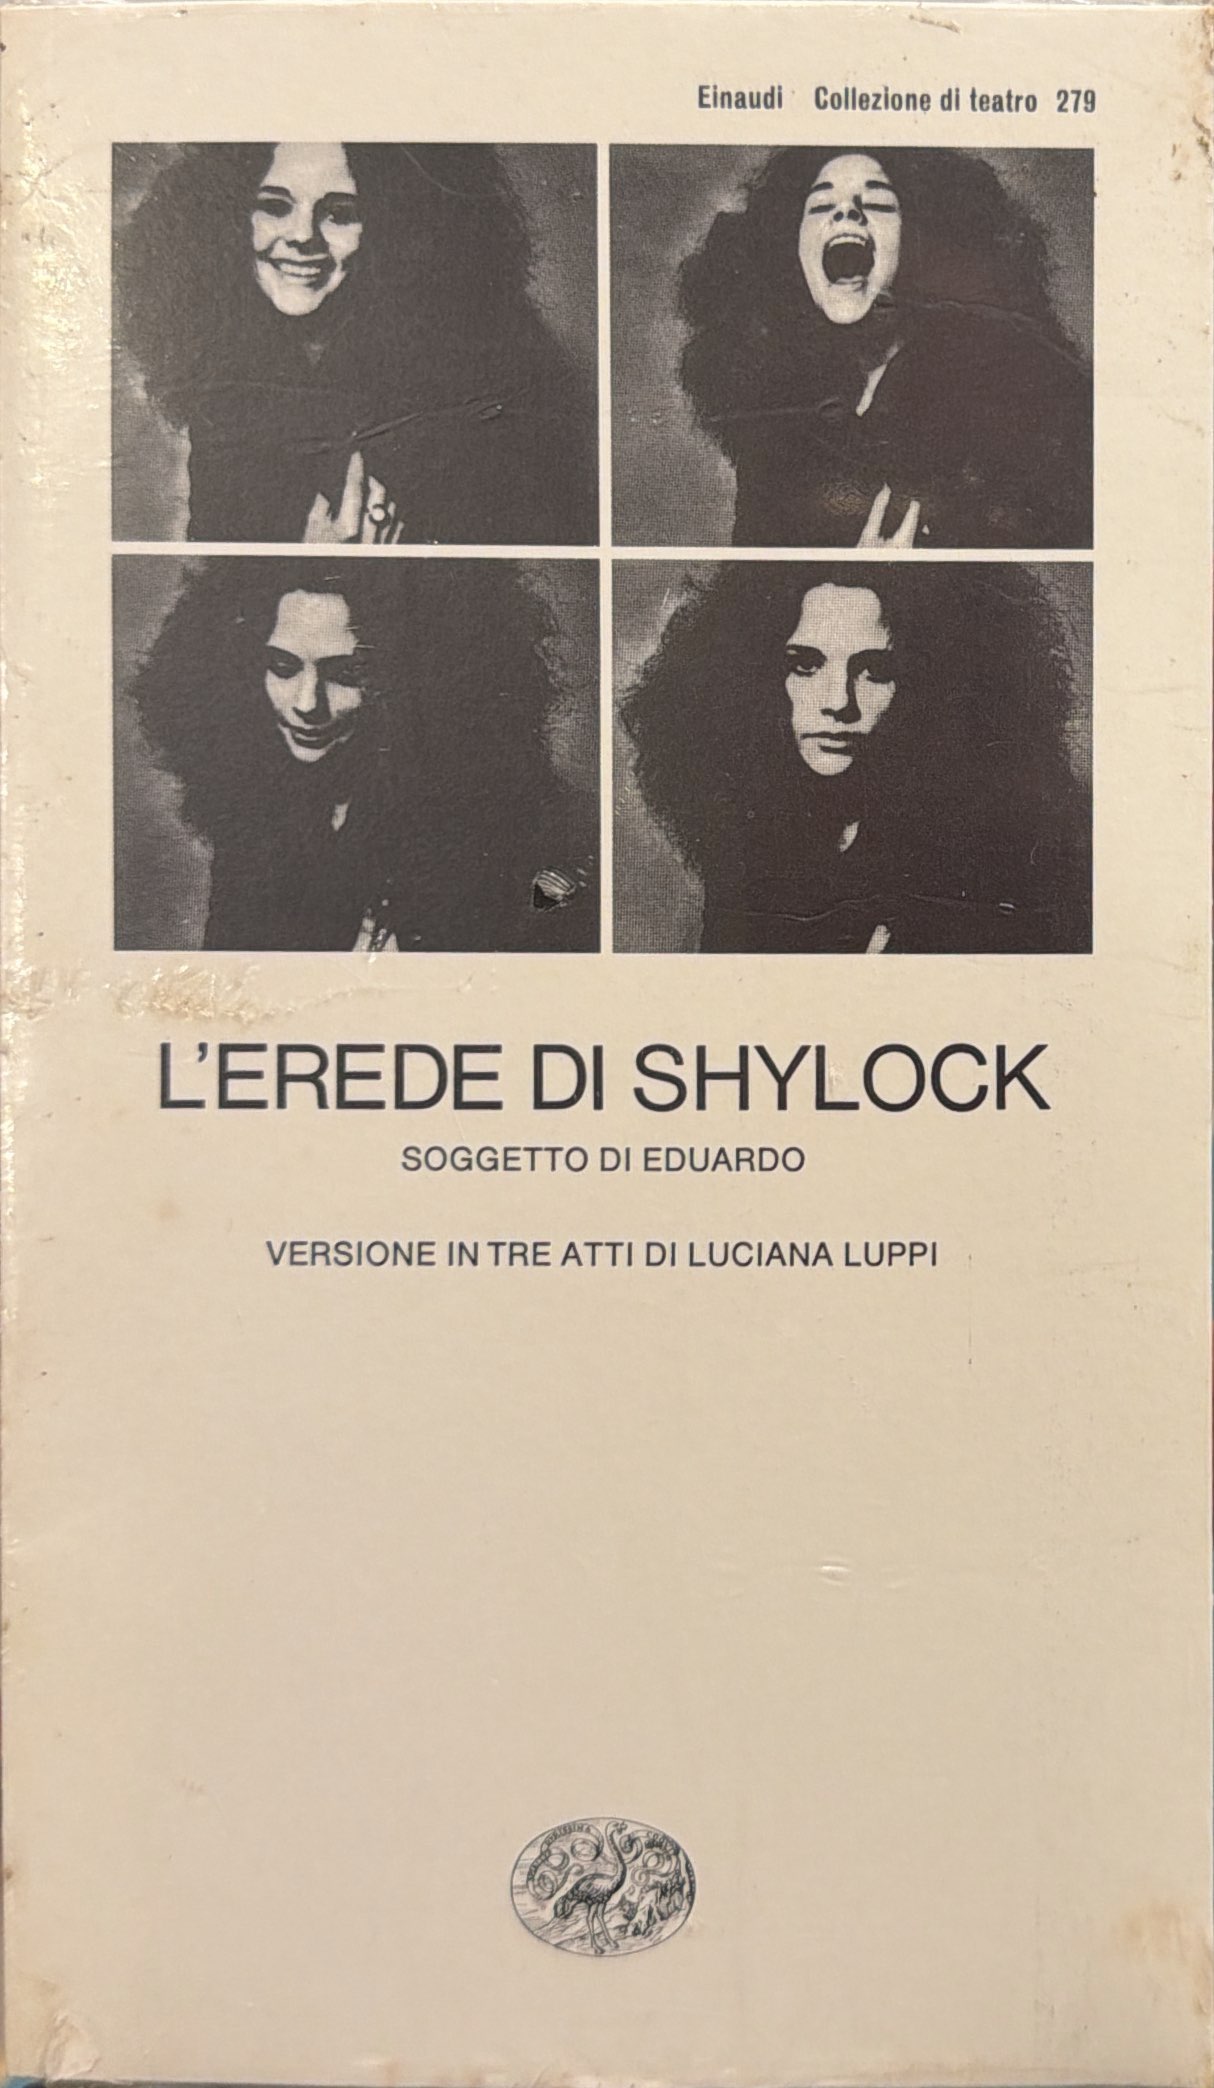 Einaudi Collezione di teatro 279
L'EREDE DI SHYLOCK
SOGGETTO DI EDUARDO
VERSIONE IN TRE ATTI DI LUCIANA LUPPI